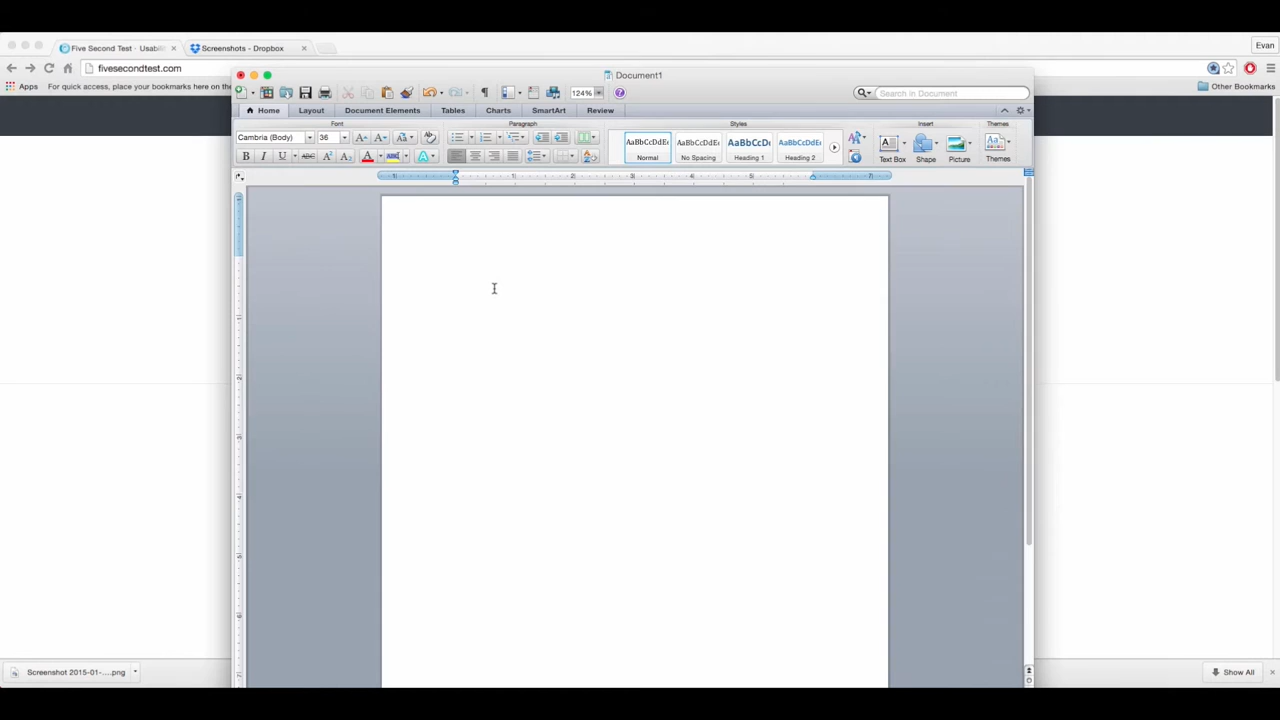 Five Second Test · Usabil
Screenshots - Dropbox
Evan
fivesecondtest.com
Apps
For quick access, place your bookmarks here on the
Other Bookmarks
Document1
124%
Search in Document
Home
Layout
Document Elements
Tables
Charts
SmartArt
Review
Font
Paragraph
Styles
Insert
Themes
Cambria (Body)
36
AaBbCcDdEe
AaBbCcDdEe
AaBbCcDc
AaBbCcDdEe
Normal
No Spacing
Heading 1
Heading 2
Text Box
Shape
Picture
Themes
Screenshot 2015-01-....png
Show All